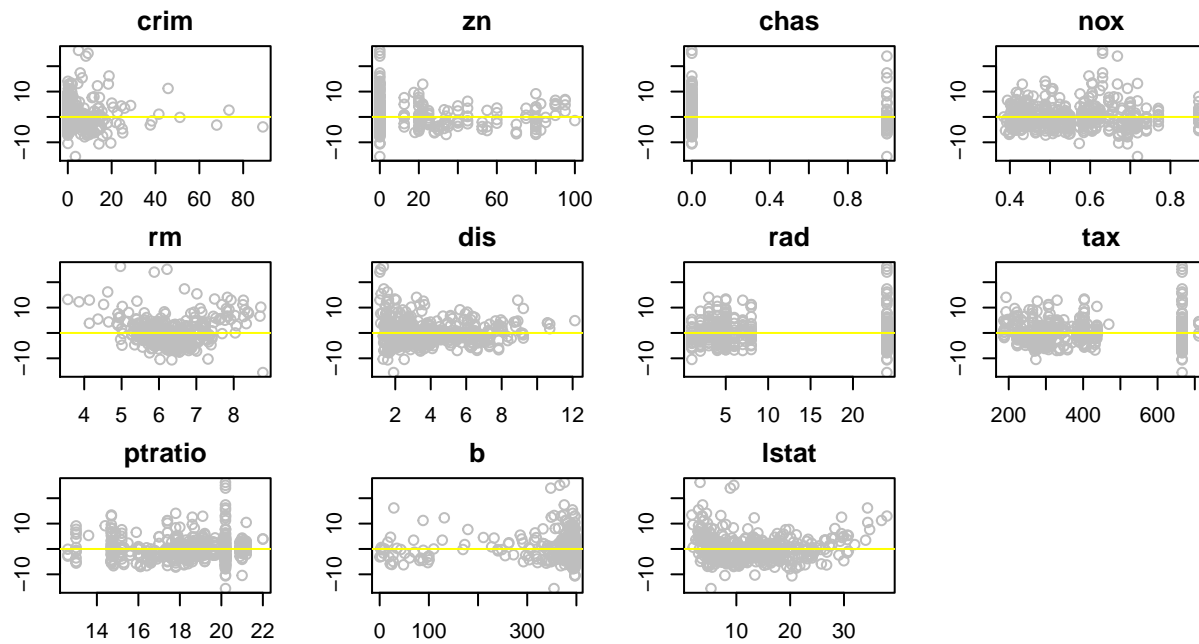 crim zn chas nox
10 10 10 10
−10 −10 −10 −10
0 20 40 60 80 0 20 40 60 100 0.0 0.4 0.8 0.4 0.6 0.8
rm dis rad tax
10 10 10 10
−10 −10 −10 −10
4 5 6 7 8 2 4 6 8 12 5 10 15 20 200 400 600
ptratio b lstat
10 10 10
−10 −10 −10
14 16 18 20 22 0 100 300 10 20 30